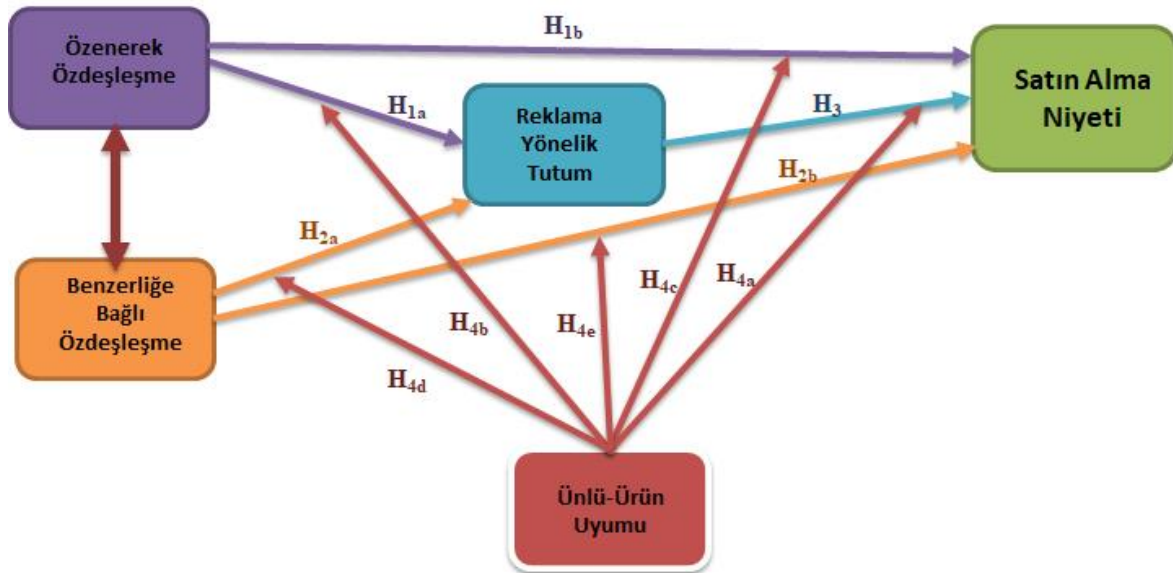 Özenerek
Özdeşleşme
H1b
Satın Alma
Niyeti
H1a
Reklama
Yönelik
Tutum
H3
H2b
H2a
Benzerliğe
Bağlı
Özdeşleşme
H4c
H4a
H4b
H4e
H4d
Ünlü-Ürün
Uyumu